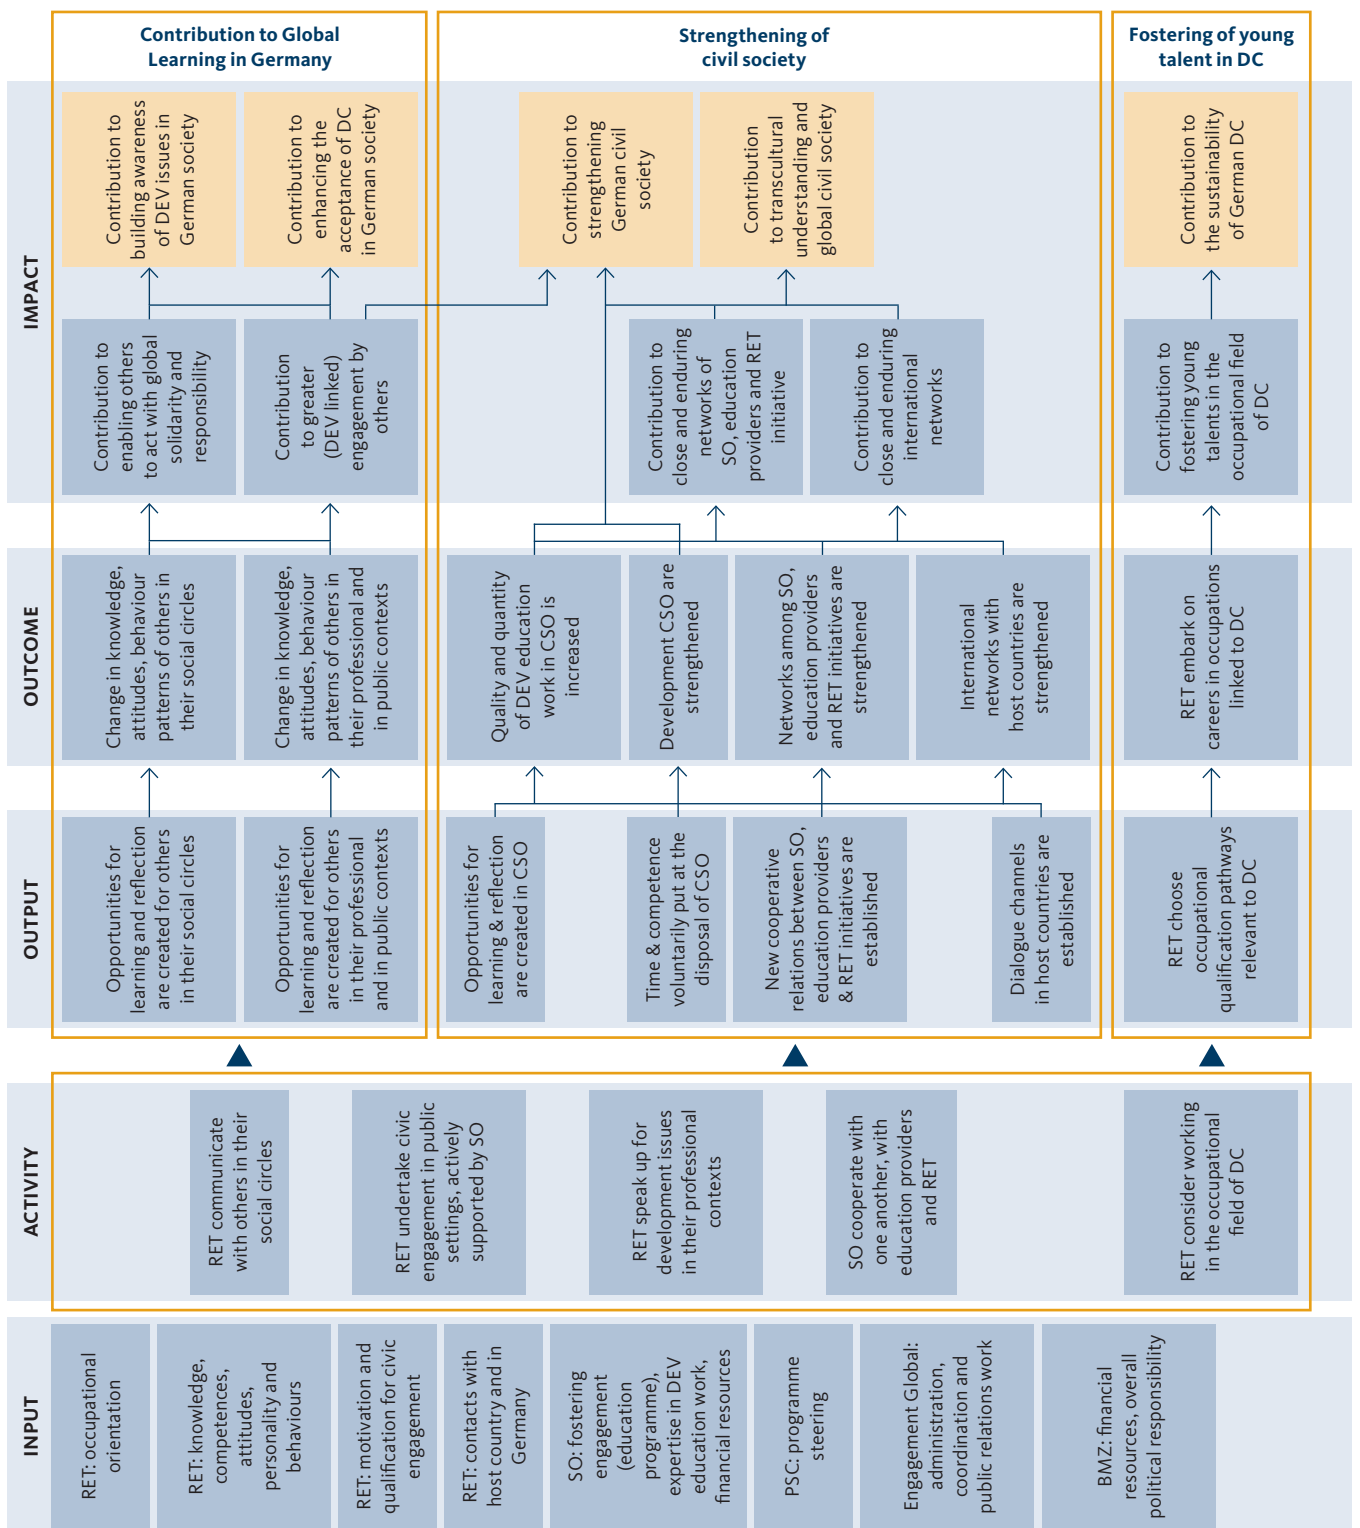 Contribution to Global
Learning in Germany
Strengthening of
civil society
Fostering of young
talent in DC
IMPACT
Contribution to
building awareness
of DEV issues in
German society
Contribution to
enhancing the
acceptance of DC
in German society
Contribution to
strengthening
German civil
society
Contribution
to transcultural
understanding and
global civil society
Contribution to
the sustainability
of German DC
Contribution to
enabling others
to act with global
solidarity and
responsibility
Contribution
to greater
(DEV linked)
engagement by
others
Contribution to
close and enduring
networks of
SO, education
providers and RET
initiative
Contribution to
close and enduring
international
networks
Contribution to
fostering young
talents in the
occupational field
of DC
OUTCOME
Change in knowledge,
attitudes, behaviour
patterns of others in
their social circles
Change in knowledge,
attitudes, behaviour
patterns of others in
their professional and
in public contexts
Quality and quantity
of DEV education
work in CSO is
increased
Development CSO are
strengthened
Networks among SO,
education providers
and RET initiatives are
strengthened
International
networks with
host countries are
strengthened
RET embark on
careers in occupations
linked to DC
OUTPUT
Opportunities for
learning and reflection
are created for others
in their social circles
Opportunities for
learning and reflection
are created for others
in their professional
and in public contexts
Opportunities for
learning & reflection
are created in CSO
Time & competence
voluntarily put at the
disposal of CSO
New cooperative
relations between SO,
education providers
& RET initiatives are
established
Dialogue channels
in host countries are
established
RET choose
occupational
qualification pathways
relevant to DC
ACTIVITY
RET communicate
with others in their
social circles
RET undertake civic
engagement in public
settings, actively
supported by SO
RET speak up for
development issues
in their professional
contexts
SO cooperate with
one another, with
education providers
and RET
RET consider working
in the occupational
field of DC
INPUT
RET: occupational
orientation
RET: knowledge,
competences,
attitudes,
personality and
behaviours
RET: motivation and
qualification for civic
engagement
RET: contacts with
host country and in
Germany
SO: fostering
engagement
(education
programme),
expertise in DEV
education work,
financial resources
PSC: programme
steering
Engagement Global:
administration,
coordination and
public relations work
BMZ: financial
resources, overall
political responsibility